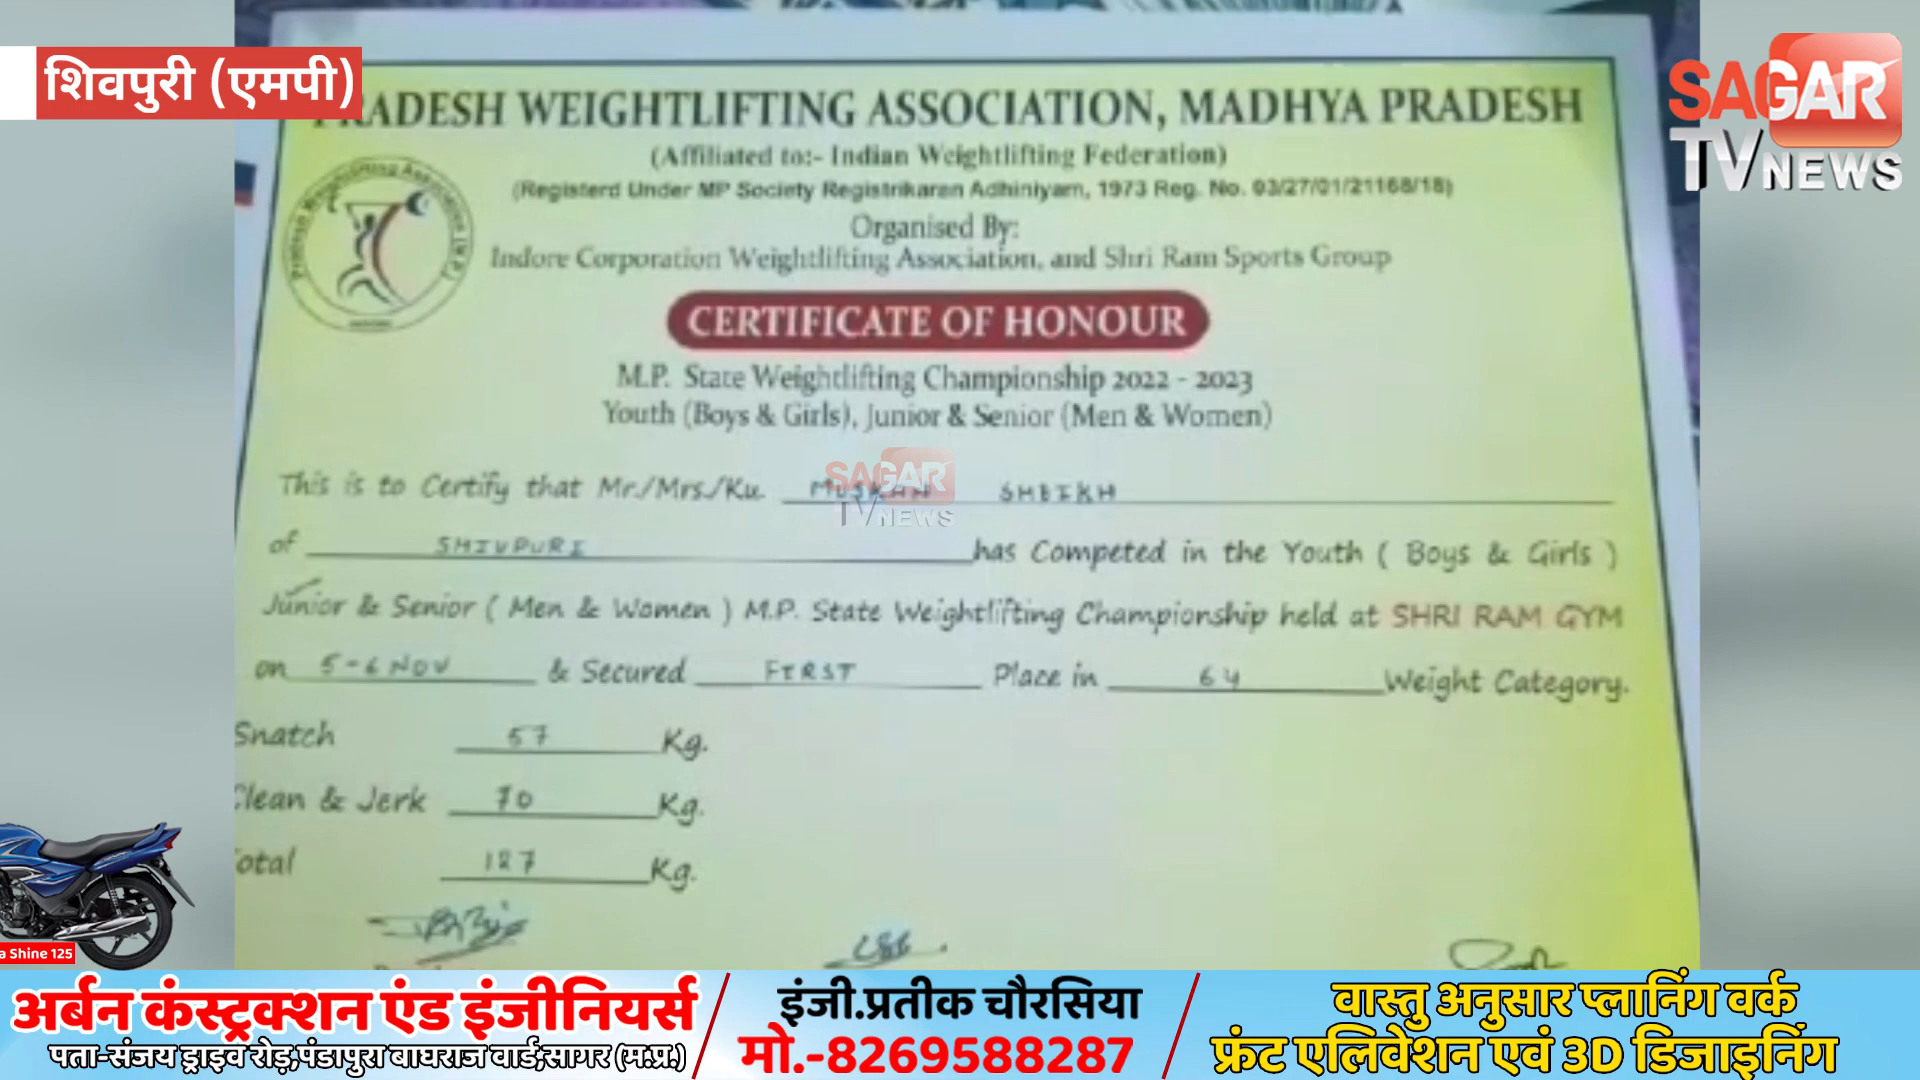 शिवपुरी (एमपी)
SAGAR
TV NEWS
PRADESH WEIGHTLIFTING ASSOCIATION, MADHYA PRADESH
(Affiliated to:- Indian Weightlifting Federation)
(Registerd Under MP Society Registrikaran Adhiniyam, 1973 Reg. No. 03/27/01/21168/18)
Organised By:
Indore Corporation Weightlifting Association, and Shri Ram Sports Group
CERTIFICATE OF HONOUR
M.P. State Weightlifting Championship 2022 - 2023
Youth (Boys & Girls), Junior & Senior (Men & Women)
This is to Certify that Mr./Mrs./Ku. MUSKAN SHEIKH
SAGAR
TV NEWS
of SHIVPURI has Competed in the Youth ( Boys & Girls )
Junior & Senior ( Men & Women ) M.P. State Weightlifting Championship held at SHRI RAM GYM
on 5-6 NOV & Secured FIRST Place in 64 Weight Category.
Snatch 57 Kg.
Clean & Jerk 70 Kg.
Total 127 Kg.
a Shine 125
अर्बन कंस्ट्रक्शन एंड इंजीनियर्स
पता-संजय ड्राइव रोड़,पंडापुरा बाघराज वार्ड,सागर (म.प्र.)
इंजी.प्रतीक चौरसिया
मो.-8269588287
वास्तु अनुसार प्लानिंग वर्क
फ्रंट एलिवेशन एवं 3D डिजाइनिंग